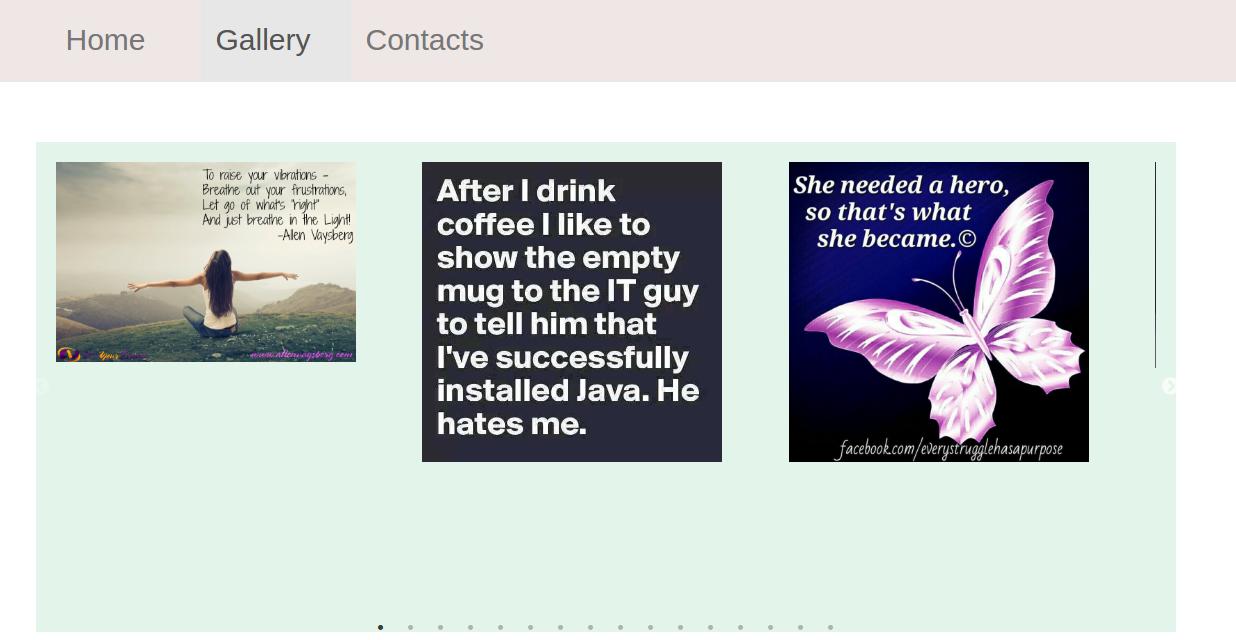 Home Gallery Contacts
To raise your vibrations -
Breathe out your frustrations,
Let go of what's "right"
And just breathe in the Light!
-Allen Vaysberg
www.allenvaysberg.com
After I drink
coffee I like to
show the empty
mug to the IT guy
to tell him that
I've successfully
installed Java. He
hates me.
She needed a hero,
so that's what
she became.©
facebook.com/everystrugglehasapurpose